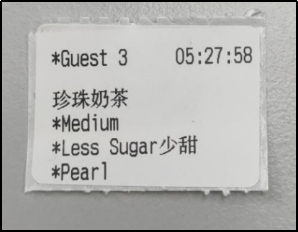 *Guest 3 05:27:58
珍珠奶茶
*Medium
*Less Sugar少甜
*Pearl